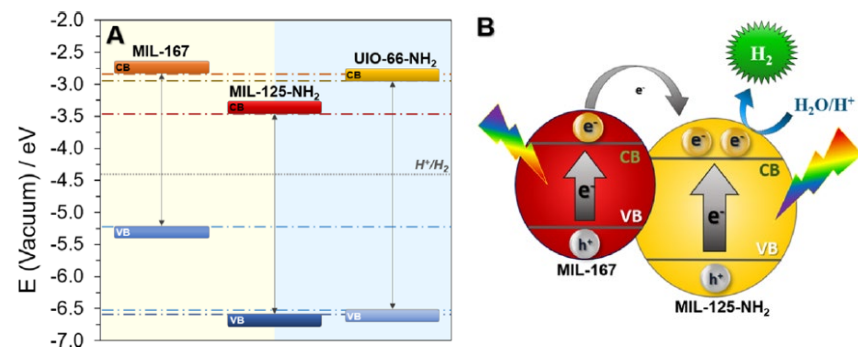 A
E (Vacuum) / eV
-2.0
-2.5
-3.0
-3.5
-4.0
-4.5
-5.0
-5.5
-6.0
-6.5
-7.0
MIL-167
CB
VB
MIL-125-NH₂
CB
VB
UIO-66-NH₂
CB
VB
H⁺/H₂
B
e⁻
H₂
H₂O/H⁺
e⁻
CB
e⁻
VB
h⁺
MIL-167
e⁻ e⁻
CB
e⁻
VB
h⁺
MIL-125-NH₂